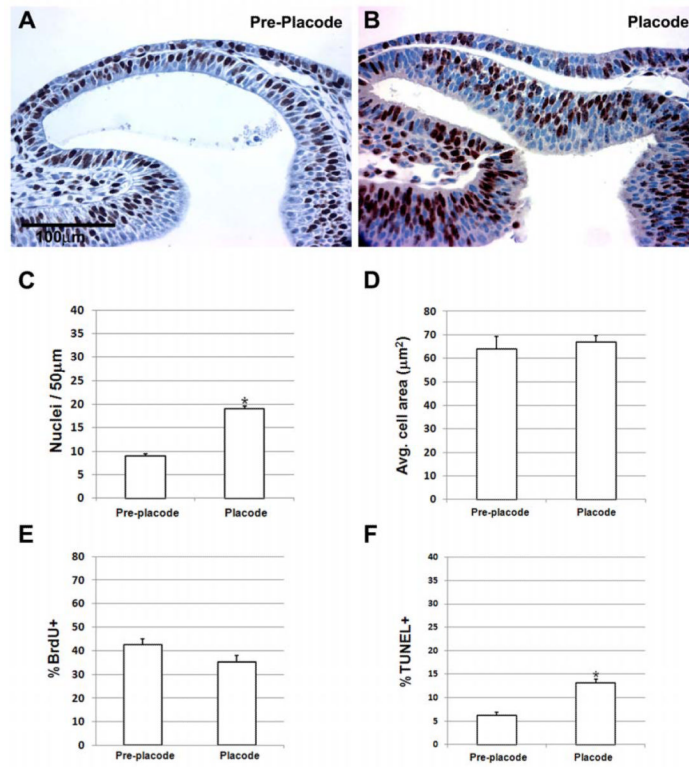 A Pre-Placode
100µm
B Placode
C
Nuclei / 50µm
40
35
30
25
20
15
10
5
0
*
Pre-placode Placode
D
Avg. cell area (µm²)
80
70
60
50
40
30
20
10
0
Pre-placode Placode
E
%BrdU+
80
70
60
50
40
30
20
10
0
Pre-placode Placode
F
%TUNEL+
40
35
30
25
20
15
10
5
0
*
Pre-placode Placode